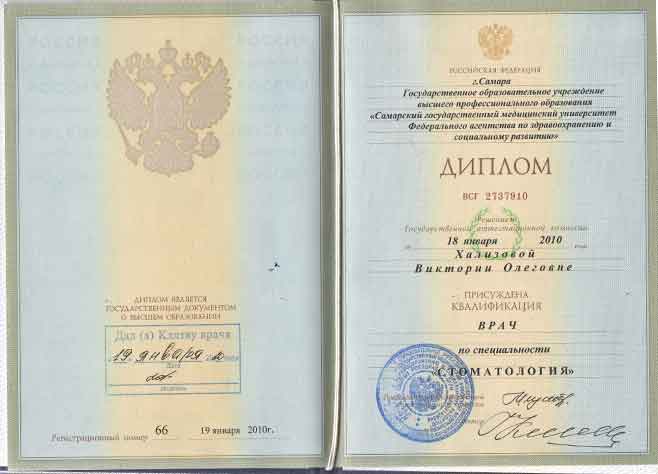 ДИПЛОМ ЯВЛЯЕТСЯ
ГОСУДАРСТВЕННЫМ ДОКУМЕНТОМ
О ВЫСШЕМ ОБРАЗОВАНИИ
Дал (а) Клятву врача
19. января
дата
подпись
Регистрационный номер 66 19 января 2010г.
РОССИЙСКАЯ ФЕДЕРАЦИЯ
г.Самара
Государственное образовательное учреждение
высшего профессионального образования
«Самарский государственный медицинский университет
Федерального агентства по здравоохранению и
социальному развитию»
ДИПЛОМ
ВСГ 2737910
Решением
Государственной аттестационной комиссии
от 18 января 2010 года
Хализовой
Виктории Олеговне
ПРИСУЖДЕНА
КВАЛИФИКАЦИЯ
ВРАЧ
по специальности
«СТОМАТОЛОГИЯ»